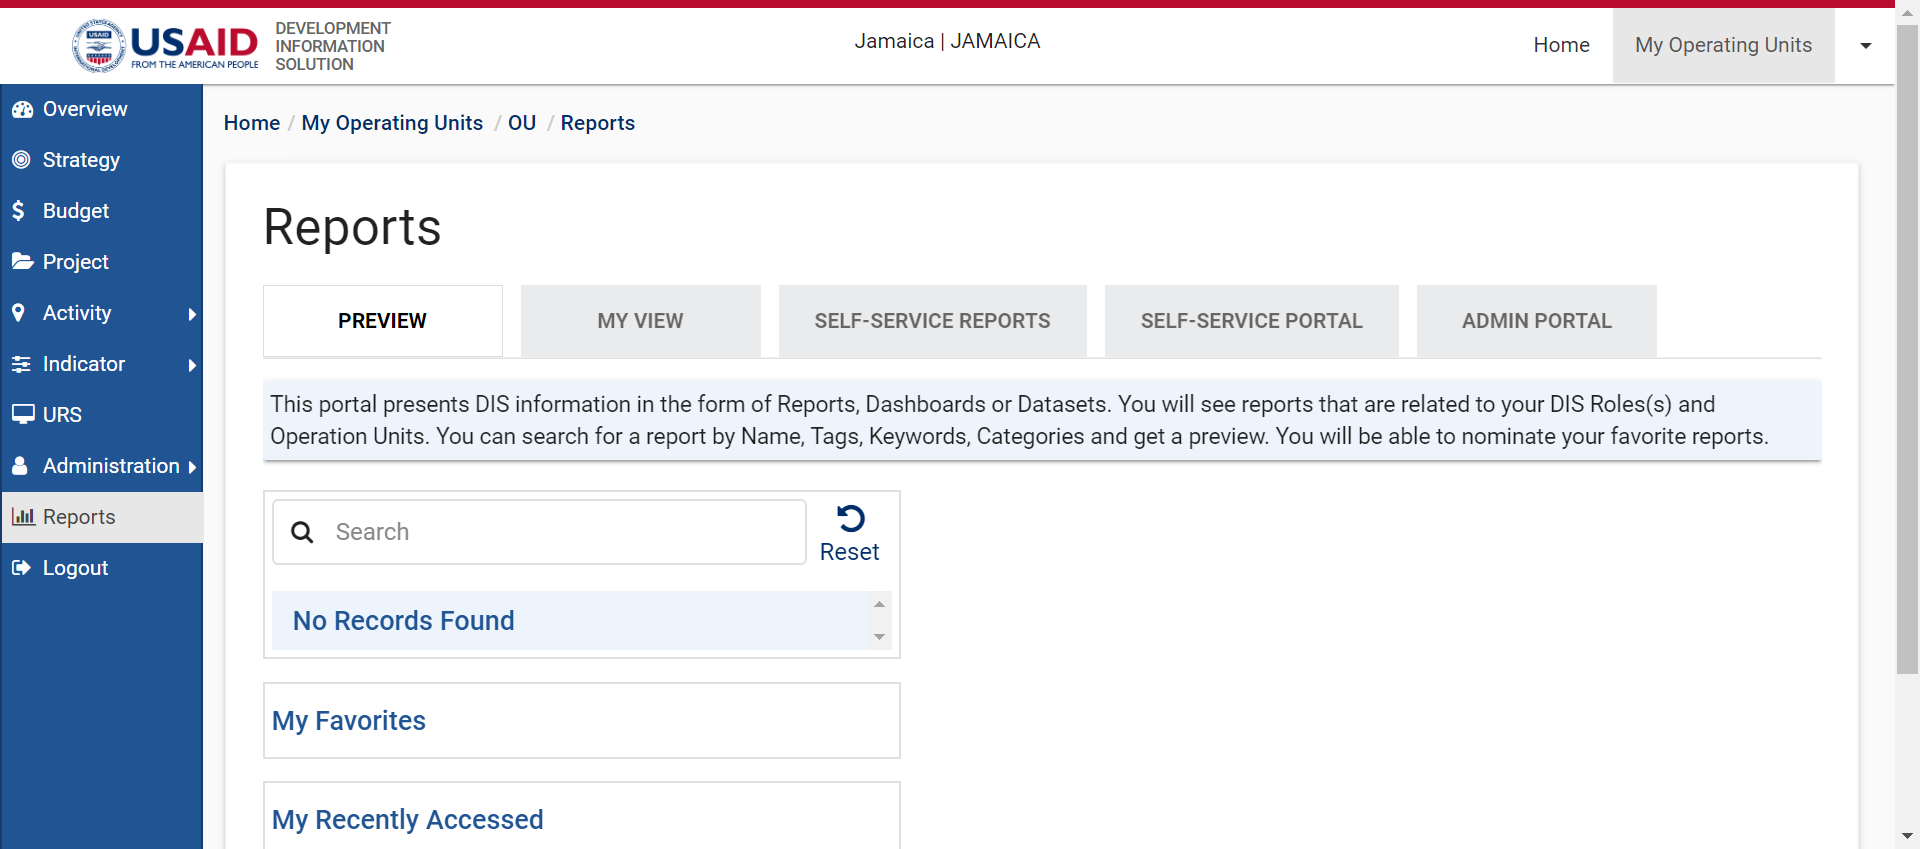 USAID
USAID
FROM THE AMERICAN PEOPLE
DEVELOPMENT
INFORMATION
SOLUTION
Jamaica | JAMAICA
Home
My Operating Units
Overview
Strategy
Budget
Project
Activity
Indicator
URS
Administration
Reports
Logout
Home / My Operating Units / OU / Reports
Reports
PREVIEW
MY VIEW
SELF-SERVICE REPORTS
SELF-SERVICE PORTAL
ADMIN PORTAL
This portal presents DIS information in the form of Reports, Dashboards or Datasets. You will see reports that are related to your DIS Roles(s) and
Operation Units. You can search for a report by Name, Tags, Keywords, Categories and get a preview. You will be able to nominate your favorite reports.
Search
Reset
No Records Found
My Favorites
My Recently Accessed